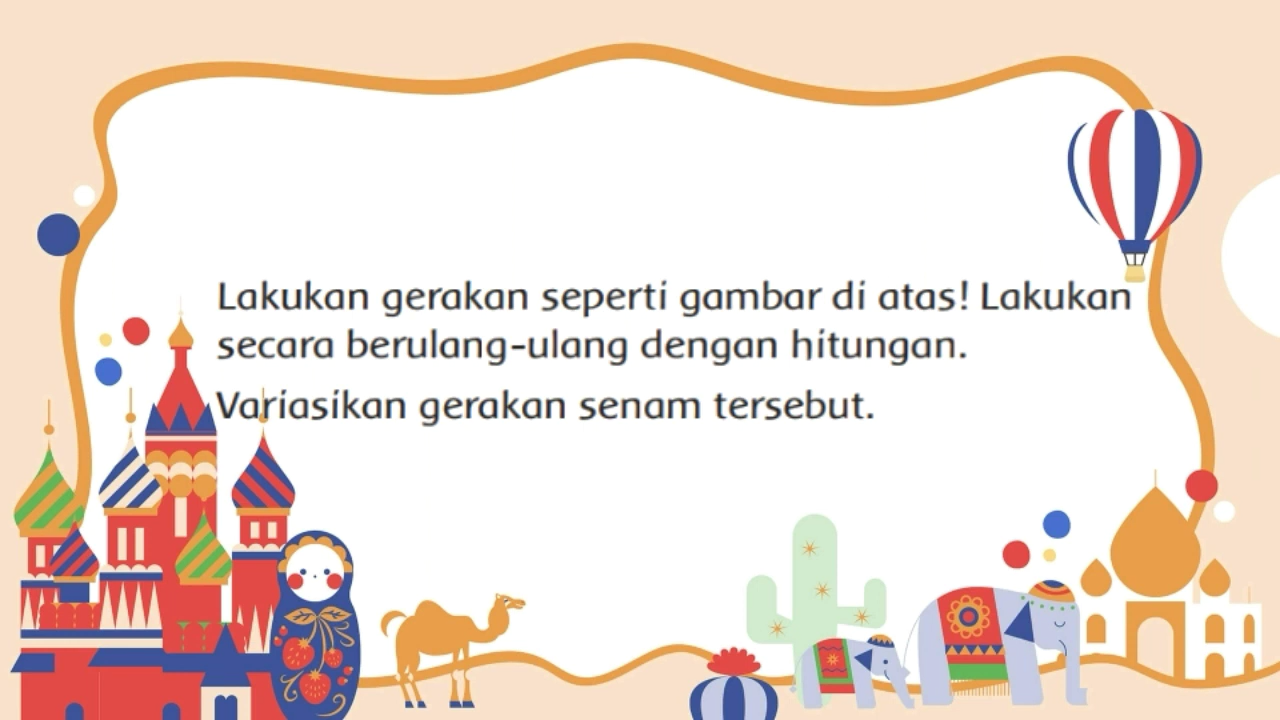 Lakukan gerakan seperti gambar di atas! Lakukan
secara berulang-ulang dengan hitungan.
Variasikan gerakan senam tersebut.